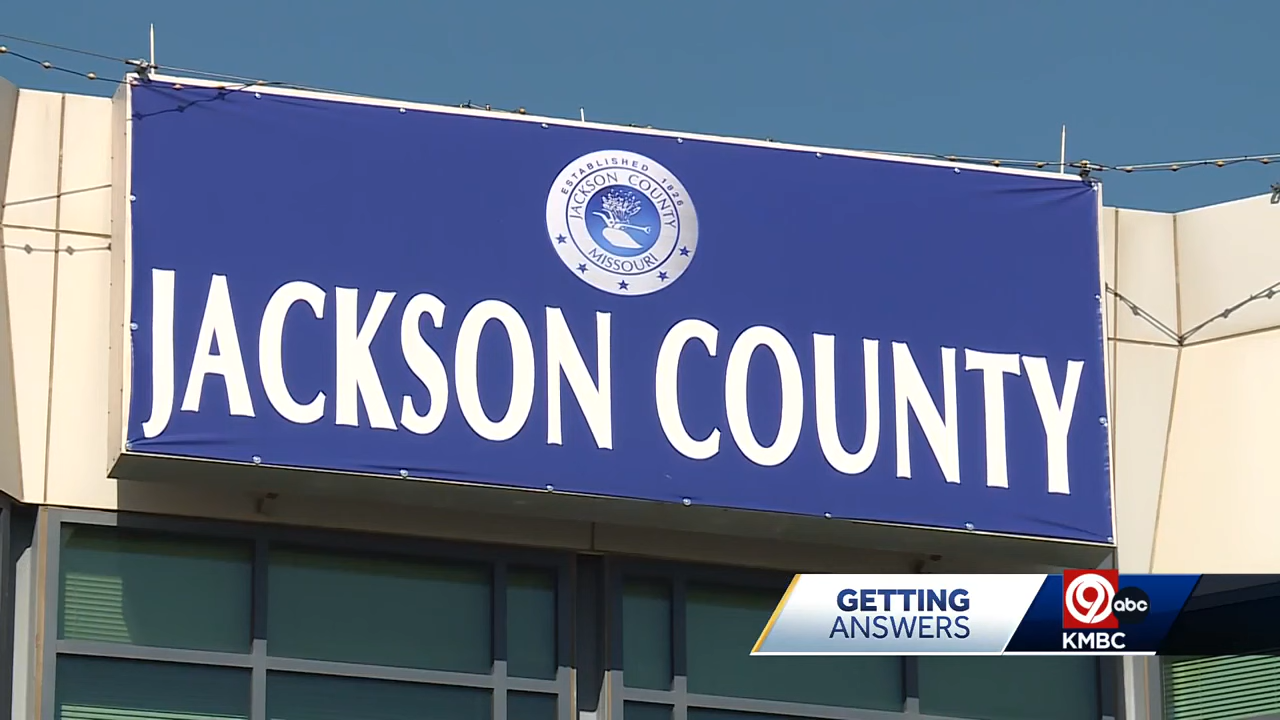 ESTABLISHED 1826
JACKSON COUNTY
MISSOURI
JACKSON COUNTY
GETTING
ANSWERS
9 abc
KMBC